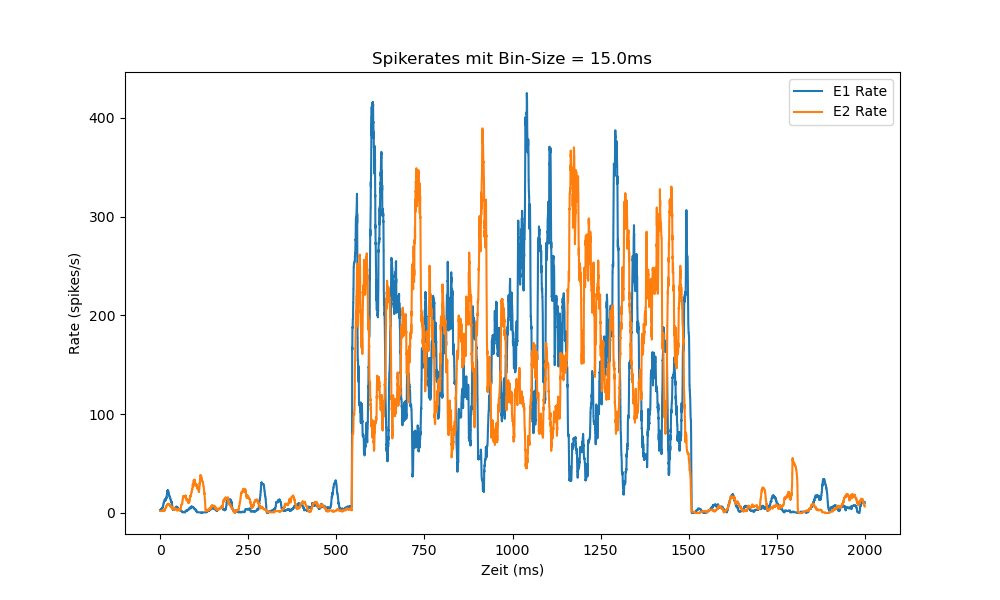 Spikerates mit Bin-Size = 15.0ms
E1 Rate
E2 Rate
Rate (spikes/s)
400
300
200
100
0
0 250 500 750 1000 1250 1500 1750 2000
Zeit (ms)